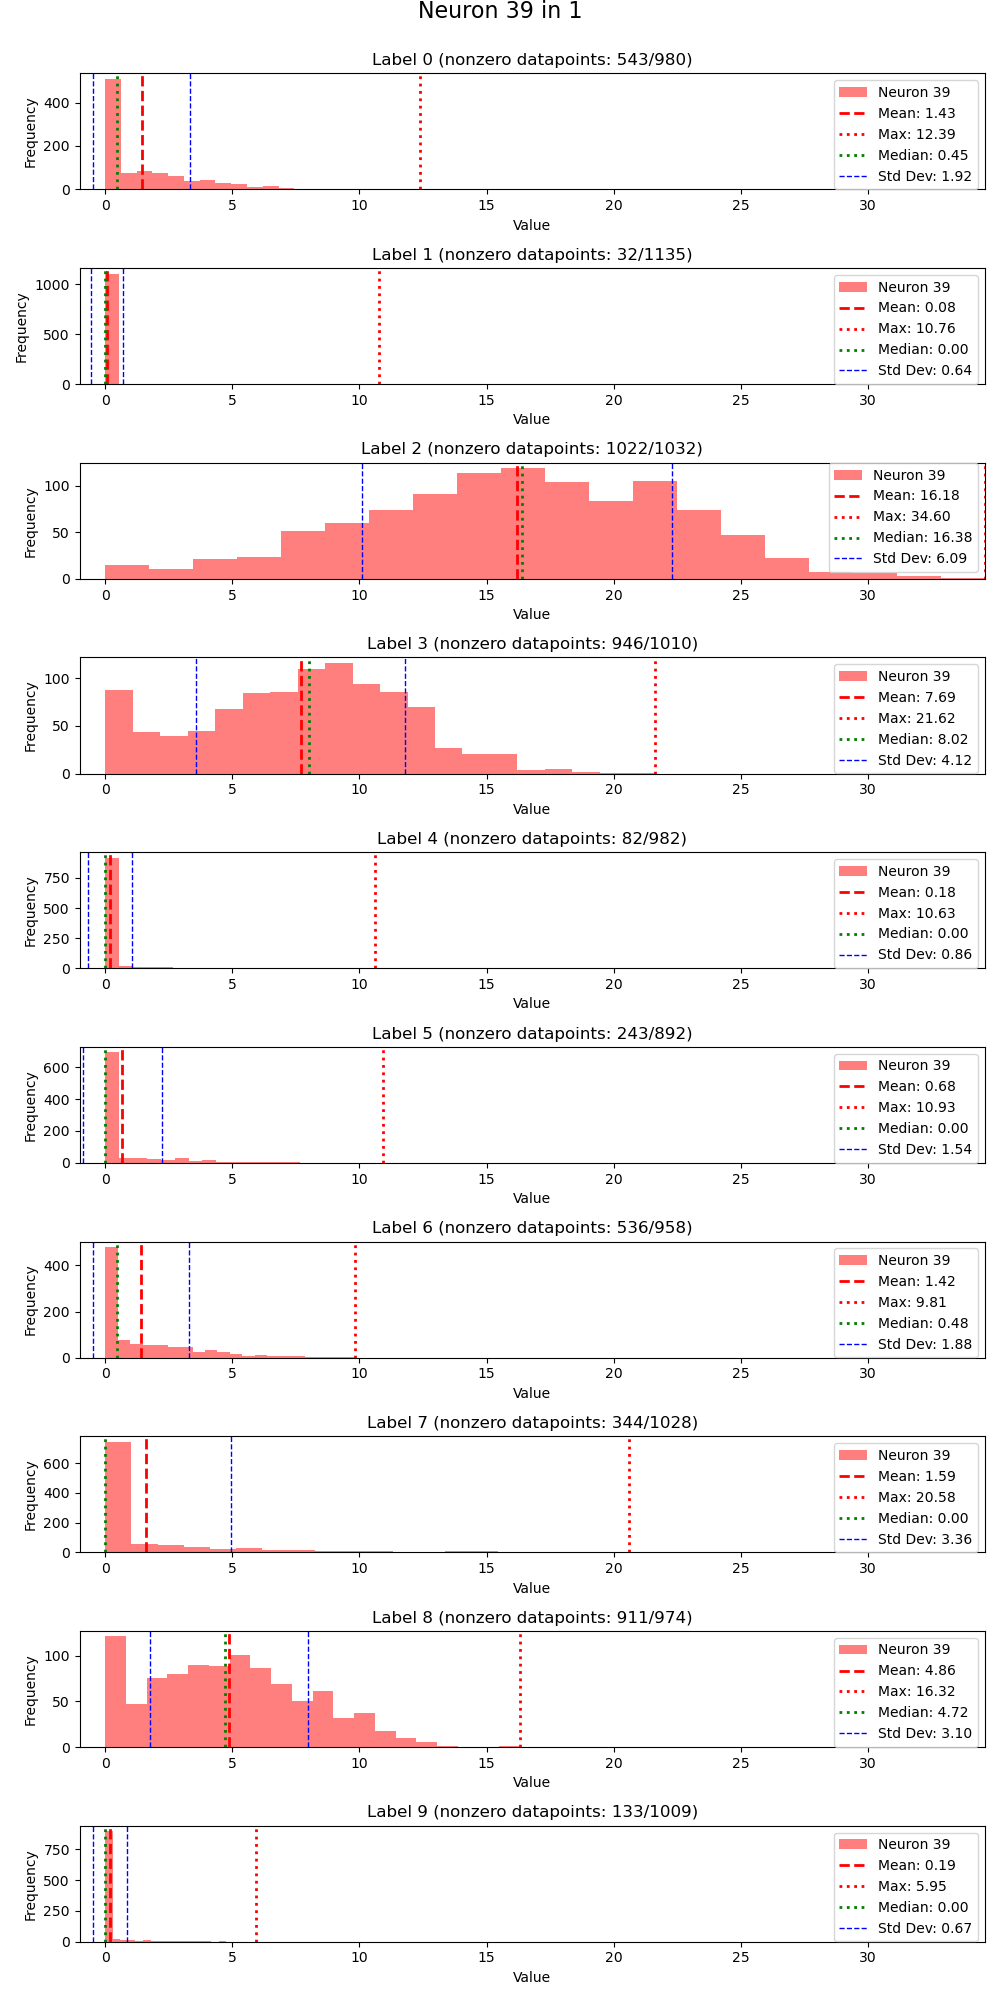 Neuron 39 in 1
Label 0 (nonzero datapoints: 543/980)
Frequency
400
200
0
Neuron 39
Mean: 1.43
Max: 12.39
Median: 0.45
Std Dev: 1.92
0 5 10 15 20 25 30
Value
Label 1 (nonzero datapoints: 32/1135)
Frequency
1000
500
0
Neuron 39
Mean: 0.08
Max: 10.76
Median: 0.00
Std Dev: 0.64
0 5 10 15 20 25 30
Value
Label 2 (nonzero datapoints: 1022/1032)
Frequency
100
50
0
Neuron 39
Mean: 16.18
Max: 34.60
Median: 16.38
Std Dev: 6.09
0 5 10 15 20 25 30
Value
Label 3 (nonzero datapoints: 946/1010)
Frequency
100
50
0
Neuron 39
Mean: 7.69
Max: 21.62
Median: 8.02
Std Dev: 4.12
0 5 10 15 20 25 30
Value
Label 4 (nonzero datapoints: 82/982)
Frequency
750
500
250
0
Neuron 39
Mean: 0.18
Max: 10.63
Median: 0.00
Std Dev: 0.86
0 5 10 15 20 25 30
Value
Label 5 (nonzero datapoints: 243/892)
Frequency
600
400
200
0
Neuron 39
Mean: 0.68
Max: 10.93
Median: 0.00
Std Dev: 1.54
0 5 10 15 20 25 30
Value
Label 6 (nonzero datapoints: 536/958)
Frequency
400
200
0
Neuron 39
Mean: 1.42
Max: 9.81
Median: 0.48
Std Dev: 1.88
0 5 10 15 20 25 30
Value
Label 7 (nonzero datapoints: 344/1028)
Frequency
600
400
200
0
Neuron 39
Mean: 1.59
Max: 20.58
Median: 0.00
Std Dev: 3.36
0 5 10 15 20 25 30
Value
Label 8 (nonzero datapoints: 911/974)
Frequency
100
50
0
Neuron 39
Mean: 4.86
Max: 16.32
Median: 4.72
Std Dev: 3.10
0 5 10 15 20 25 30
Value
Label 9 (nonzero datapoints: 133/1009)
Frequency
750
500
250
0
Neuron 39
Mean: 0.19
Max: 5.95
Median: 0.00
Std Dev: 0.67
0 5 10 15 20 25 30
Value